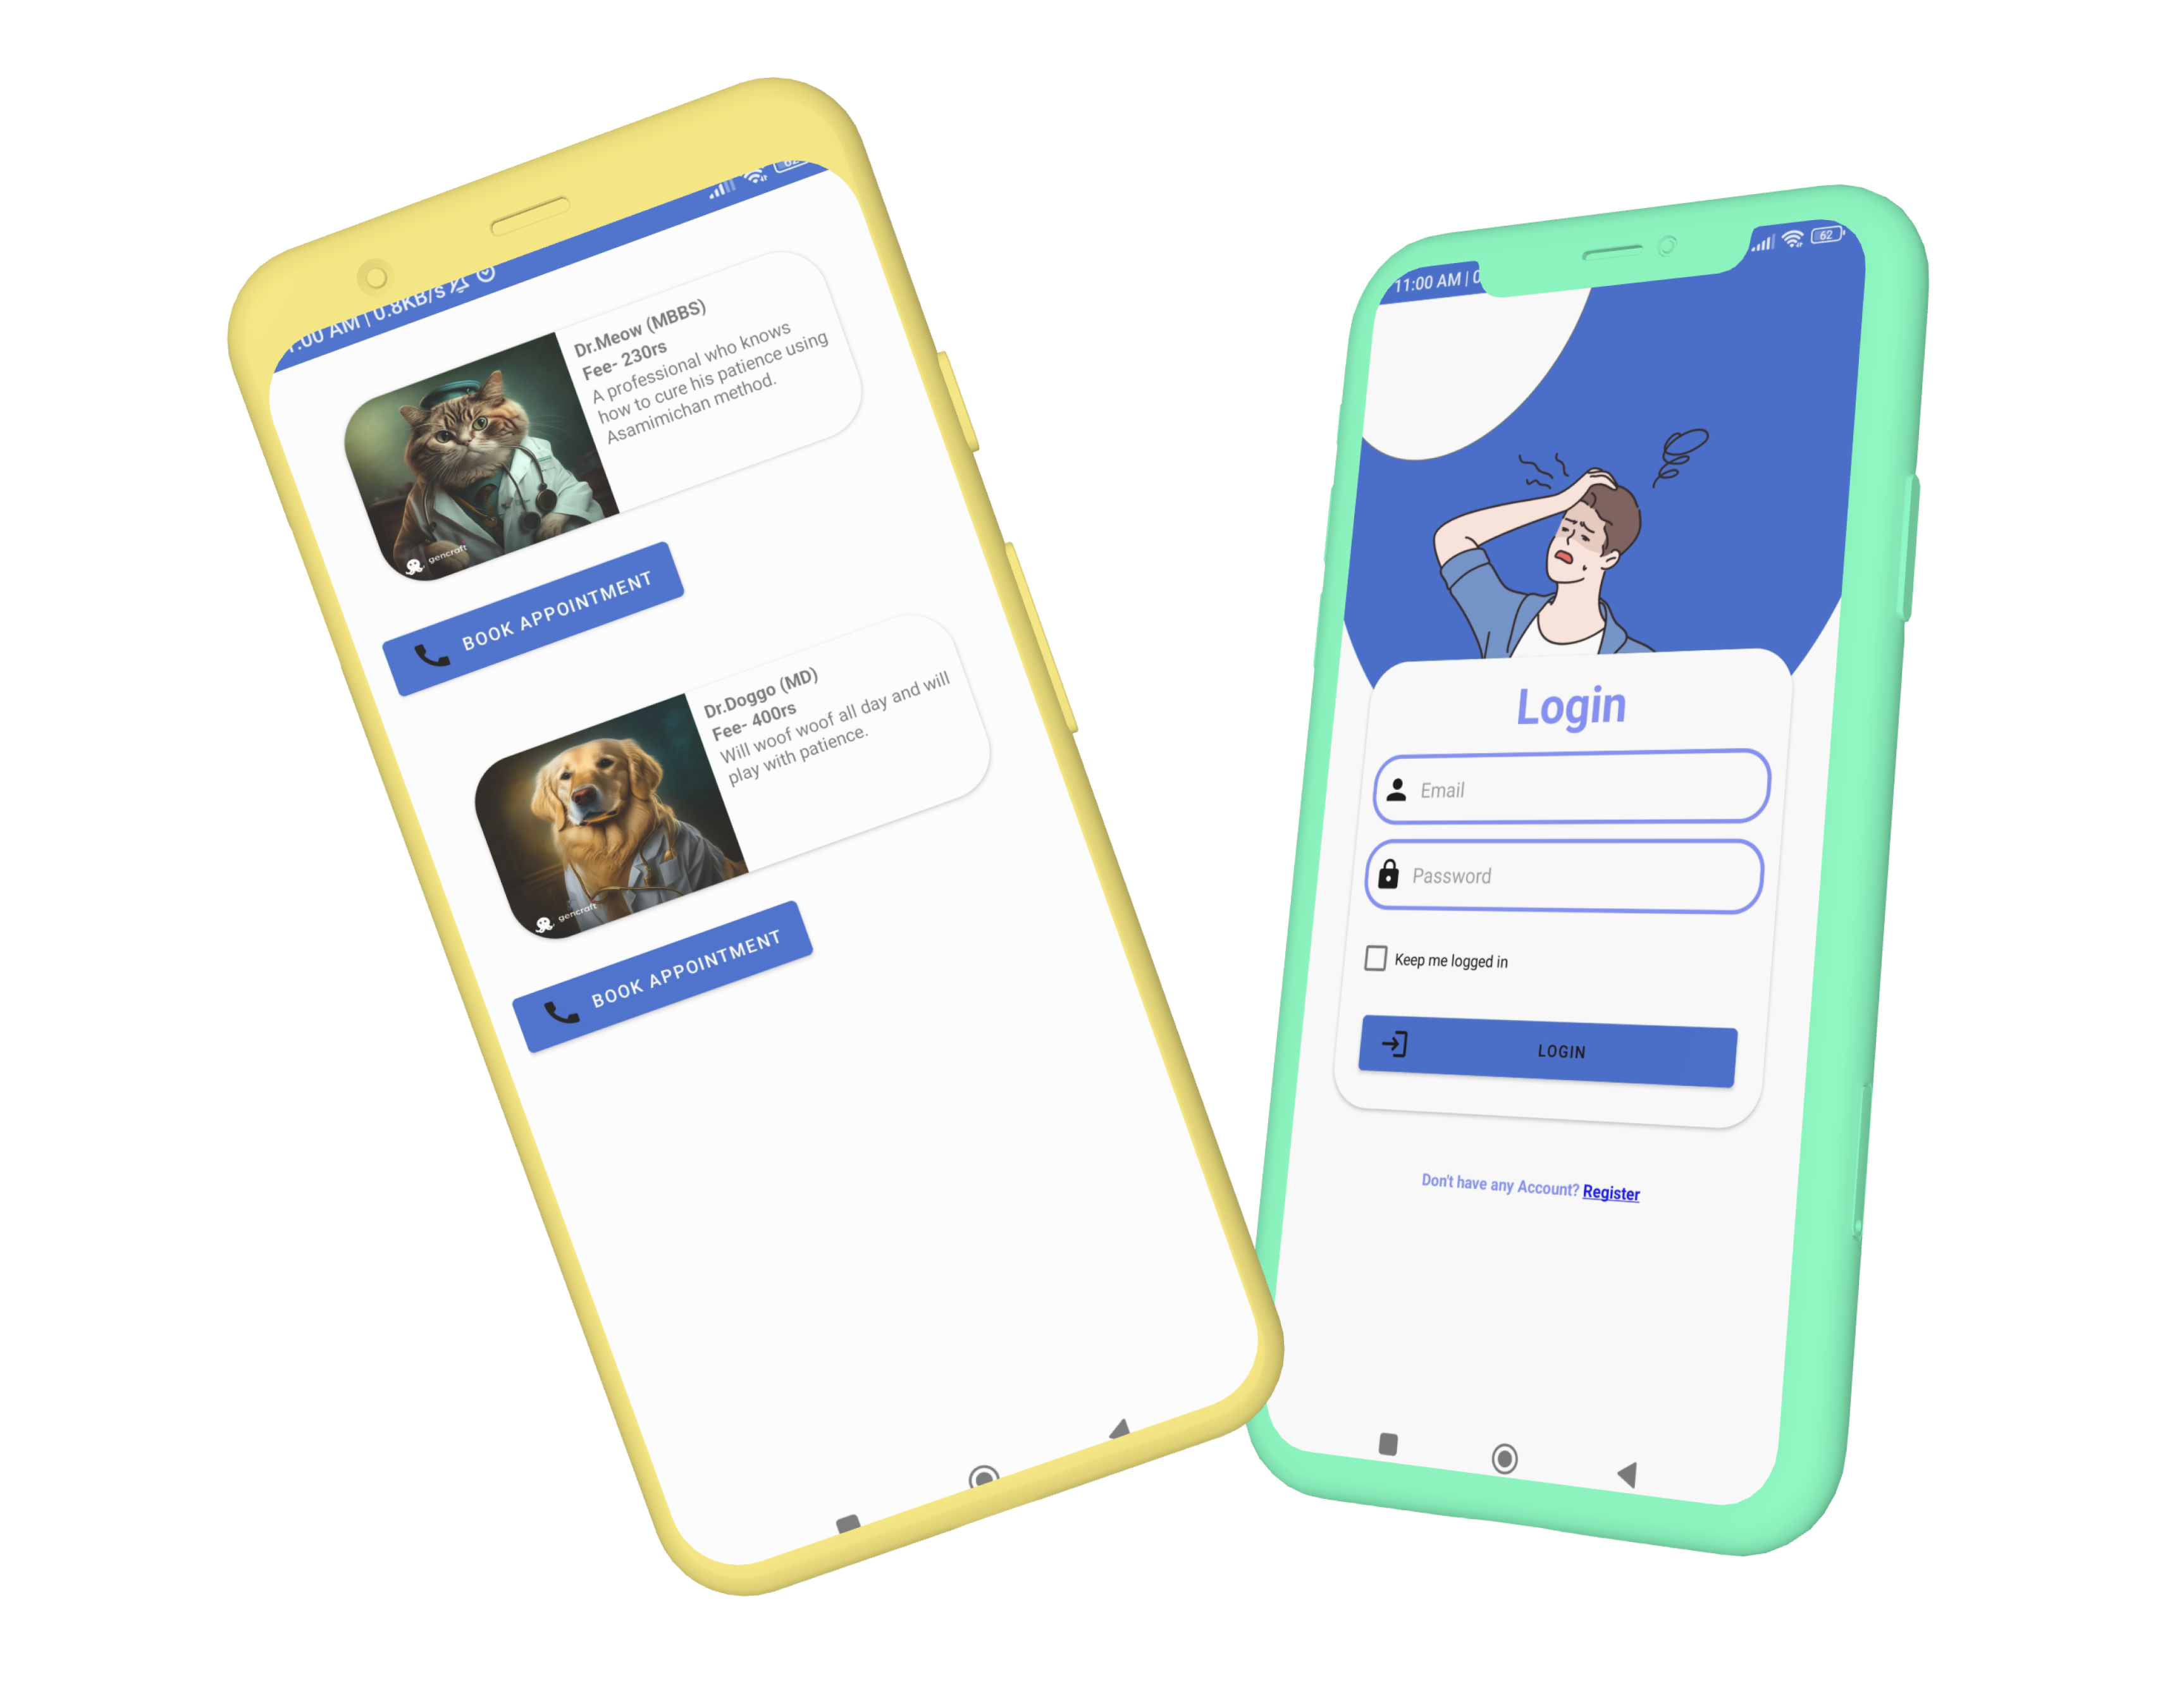 :00 AM | 0.8KB/s
62
Dr.Meow (MBBS)
Fee- 230rs
A professional who knows
how to cure his patience using
Asamimichan method.
gencraft
BOOK APPOINTMENT
Dr.Doggo (MD)
Fee- 400rs
Will woof woof all day and will
play with patience.
gencraft
BOOK APPOINTMENT
11:00 AM | 0
62
Login
Email
Password
Keep me logged in
LOGIN
Don't have any Account? Register